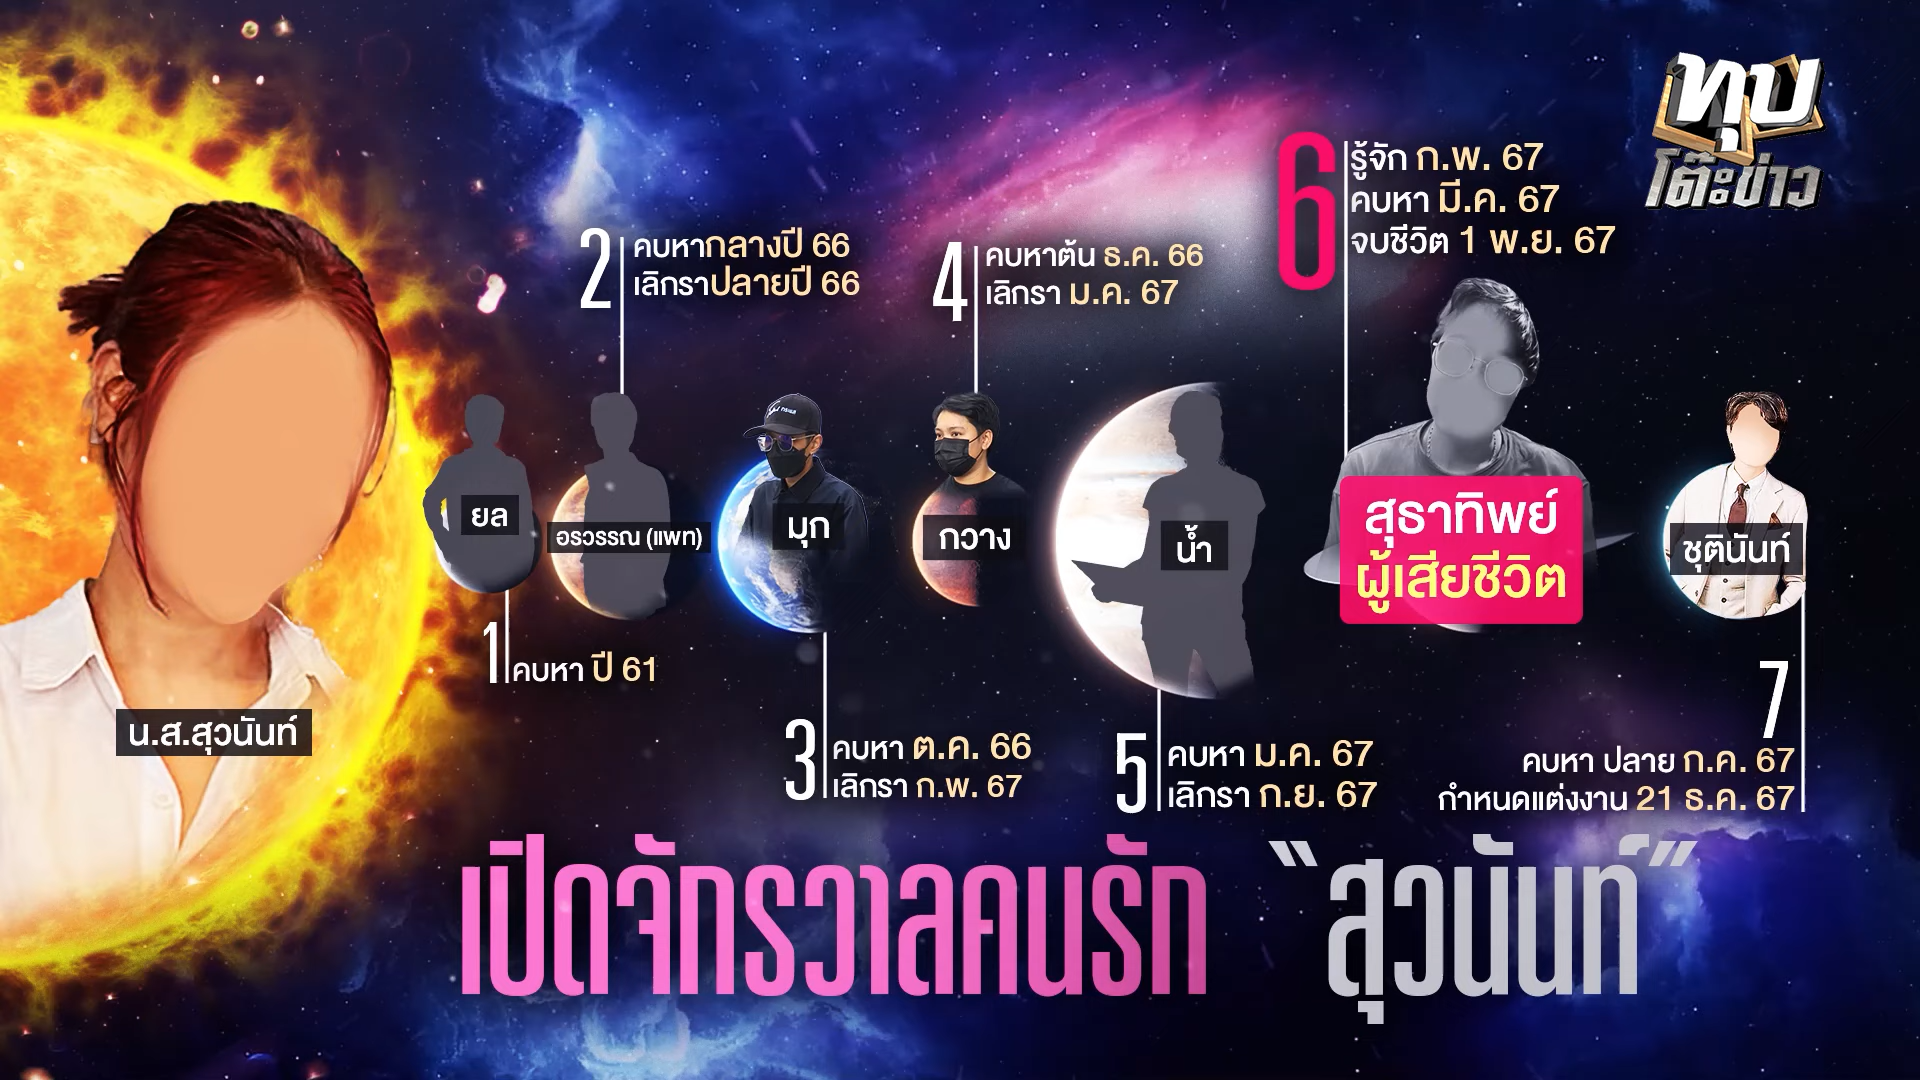 ทุบ
โต๊ะข่าว
น.ส.สุวนันท์
ยล
1
คบหา ปี 61
2
คบหากลางปี 66
เลิกราปลายปี 66
อรวรรณ (แพท)
มุก
3
คบหา ต.ค. 66
เลิกรา ก.พ. 67
4
คบหาต้น ธ.ค. 66
เลิกรา ม.ค. 67
กวาง
น้ำ
5
คบหา ม.ค. 67
เลิกรา ก.ย. 67
6
รู้จัก ก.พ. 67
คบหา มี.ค. 67
จบชีวิต 1 พ.ย. 67
สุธาทิพย์
ผู้เสียชีวิต
ชุตินันท์
7
คบหา ปลาย ก.ค. 67
กำหนดแต่งงาน 21 ธ.ค. 67
เปิดจักรวาลคนรัก "สุวนันท์"